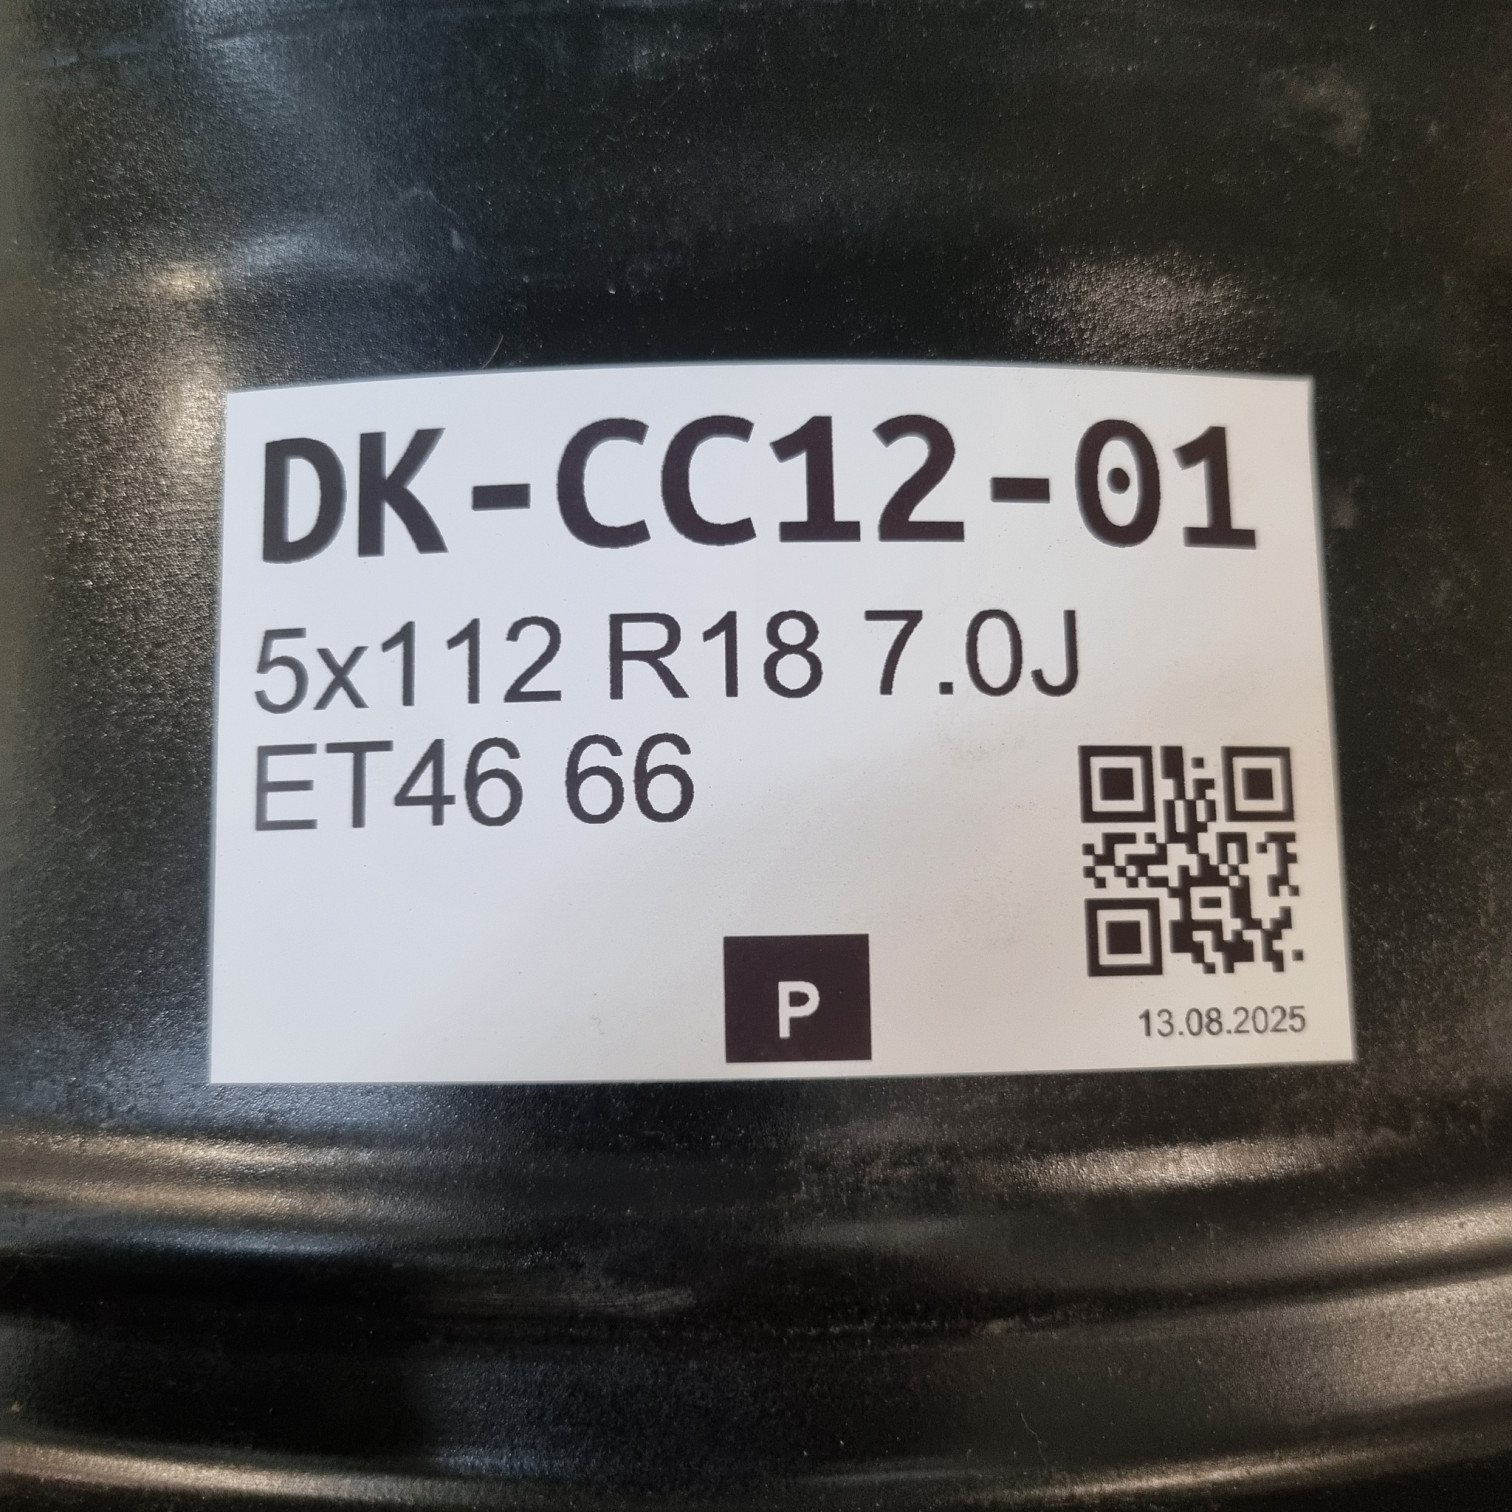 DK-CC12-01
5x112 R18 7.0J
ET46 66
P
13.08.2025